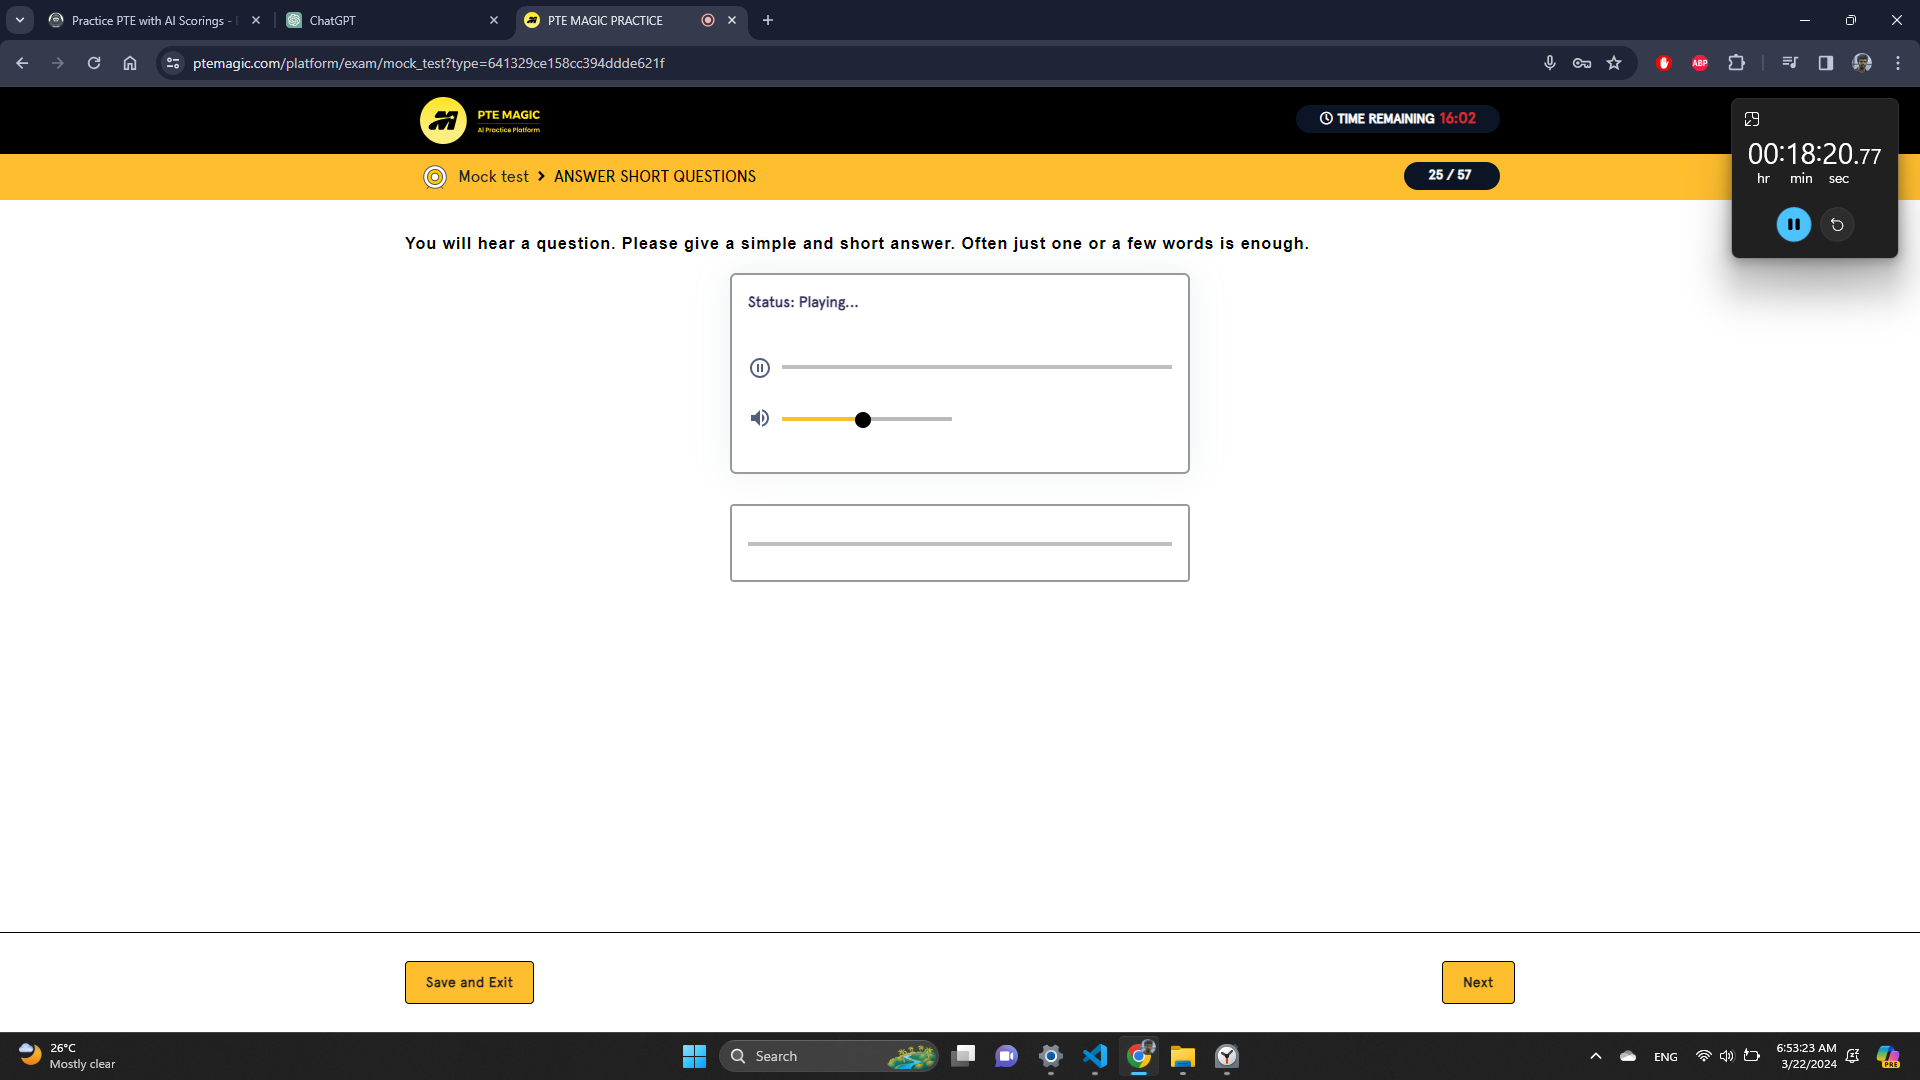 Practice PTE with AI Scorings -
ChatGPT
PTE MAGIC PRACTICE
ptemagic.com/platform/exam/mock_test?type=641329ce158cc394ddde621f
ABP
PTE MAGIC
AI Practice Platform
TIME REMAINING 16:02
00:18:20.77
hr min sec
Mock test > ANSWER SHORT QUESTIONS
25 / 57
You will hear a question. Please give a simple and short answer. Often just one or a few words is enough.
Status: Playing...
Save and Exit
Next
26°C
Mostly clear
Search
ENG
6:53:23 AM
3/22/2024
PRE